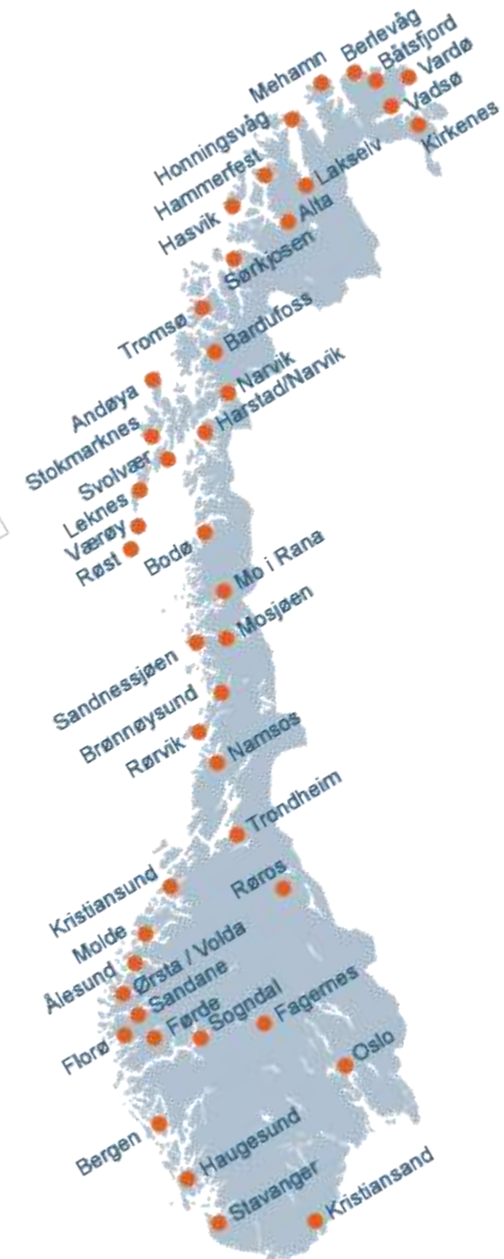 Berlevåg
Mehamn
Båtsfjord
Vardø
Vadsø
Honningsvåg
Kirkenes
Hammerfest
Lakselv
Hasvik
Alta
Sørkjosen
Tromsø
Bardufoss
Andøya
Narvik
Harstad/Narvik
Stokmarknes
Svolvær
Leknes
Værøy
Røst
Bodø
Mo i Rana
Mosjøen
Sandnessjøen
Brønnøysund
Rørvik
Namsos
Trondheim
Kristiansund
Røros
Molde
Ålesund
Ørsta / Volda
Sandane
Førde
Sogndal
Fagernes
Florø
Oslo
Bergen
Haugesund
Stavanger
Kristiansand